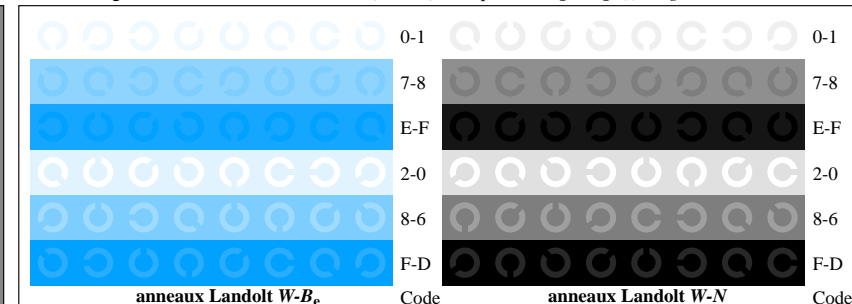 0-1 0-1
7-8 7-8
E-F E-F
2-0 2-0
8-6 8-6
F-D F-D
anneaux Landolt W-Be Code anneaux Landolt W-N Code